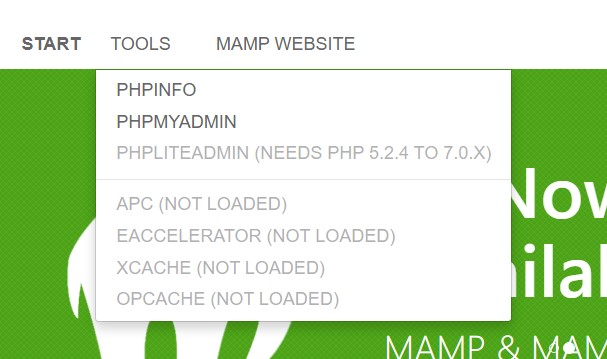 START TOOLS MAMP WEBSITE
PHPINFO
PHPMYADMIN
PHPLITEADMIN (NEEDS PHP 5.2.4 TO 7.0.X)
APC (NOT LOADED)
EACCELERATOR (NOT LOADED)
XCACHE (NOT LOADED)
OPCACHE (NOT LOADED)
Now
MAMP & MAM